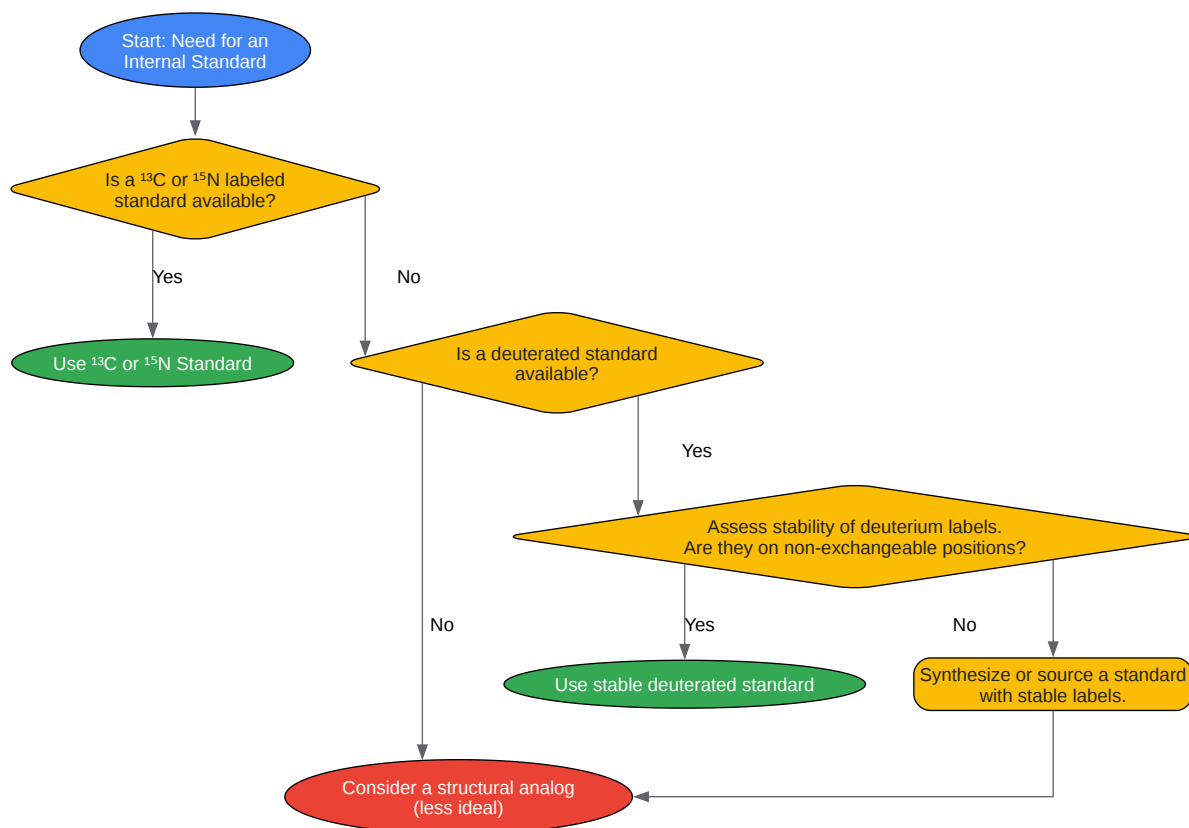 Start: Need for an
Internal Standard
Is a ¹³C or ¹⁵N labeled
standard available?
Yes
No
Use ¹³C or ¹⁵N Standard
Is a deuterated standard
available?
Yes
Assess stability of deuterium labels.
Are they on non-exchangeable positions?
No
Yes
No
Use stable deuterated standard
Synthesize or source a standard
with stable labels.
Consider a structural analog
(less ideal)